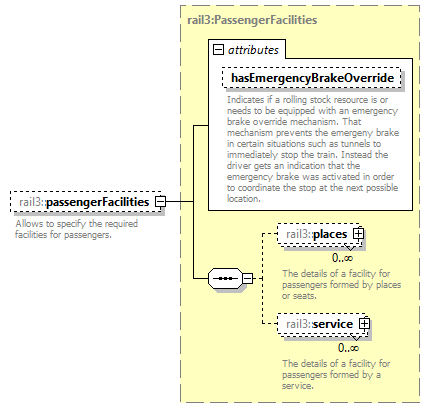 rail3:PassengerFacilities
attributes
hasEmergencyBrakeOverride
Indicates if a rolling stock resource is or
needs to be equipped with an emergency
brake override mechanism. That
mechanism prevents the emergeny brake
in certain situations such as tunnels to
immediately stop the train. Instead the
driver gets an indication that the
emergency brake was activated in order
to coordinate the stop at the next possible
location.
rail3::passengerFacilities
Allows to specify the required
facilities for passengers.
rail3::places
0..∞
The details of a facility for
passengers formed by places
or seats.
rail3::service
0..∞
The details of a facility for
passengers formed by a
service.